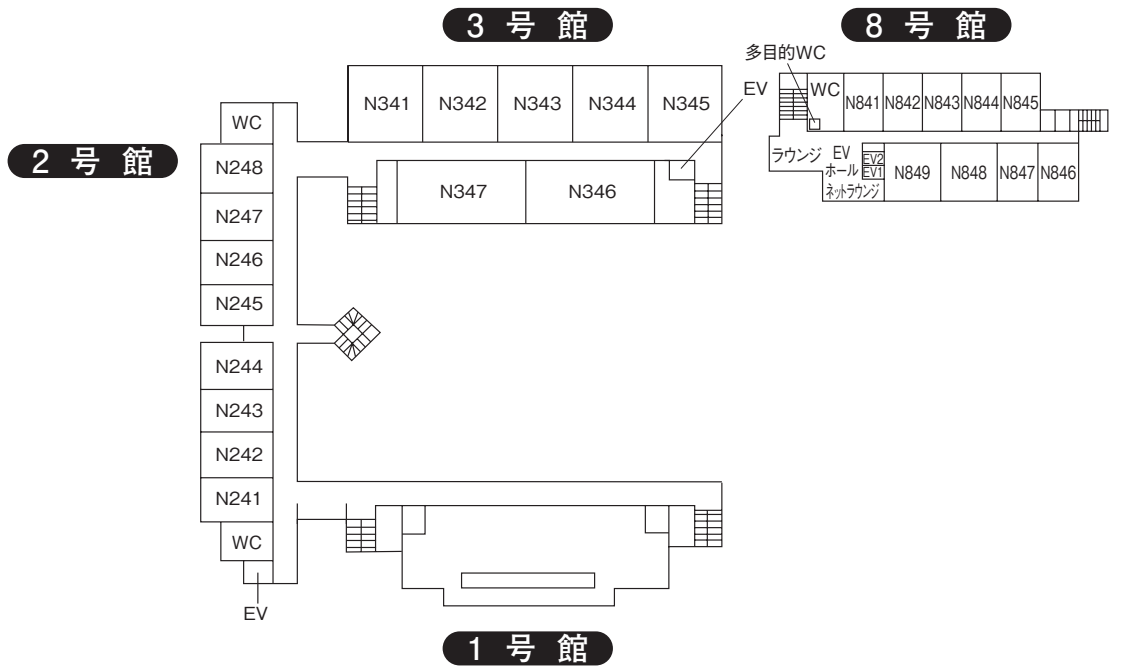 3 号 館
8 号 館
2 号 館
1 号 館
多目的WC
EV
N341
N342
N343
N344
N345
N347
N346
WC
N248
N247
N246
N245
N244
N243
N242
N241
WC
EV
WC
N841
N842
N843
N844
N845
ラウンジ
EV
ホール
ネットラウンジ
EV2
EV1
N849
N848
N847
N846